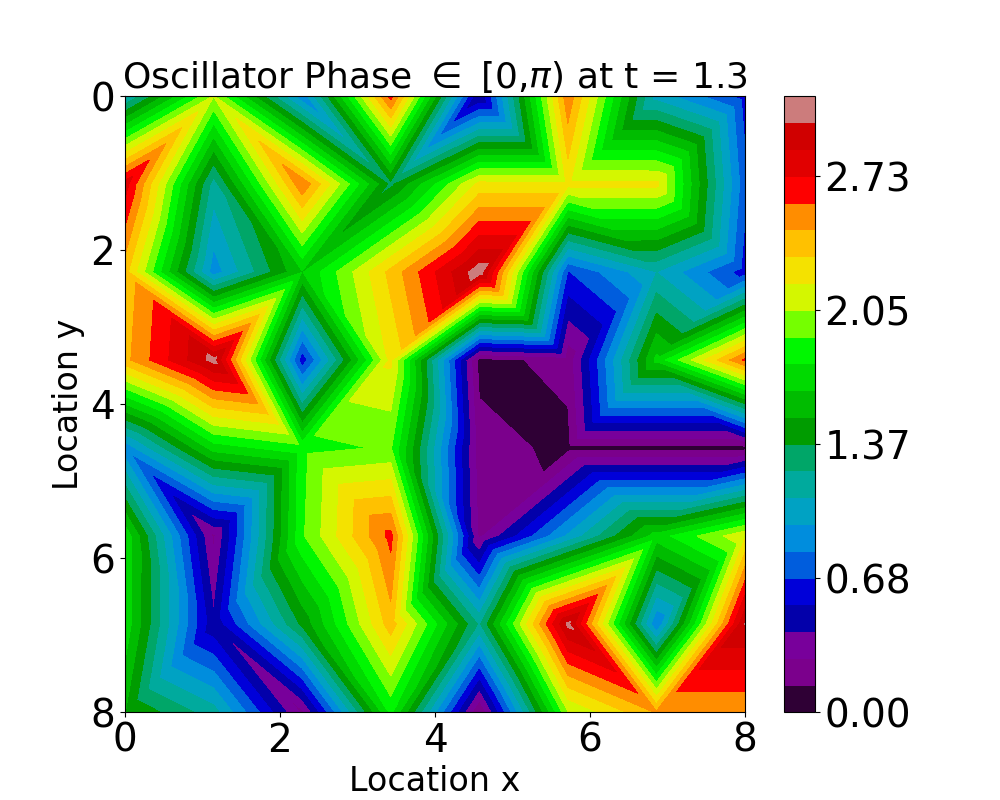 Oscillator Phase ∈ [0,π) at t = 1.3
0
2
4
6
8
Location y
0 2 4 6 8
Location x
2.73
2.05
1.37
0.68
0.00